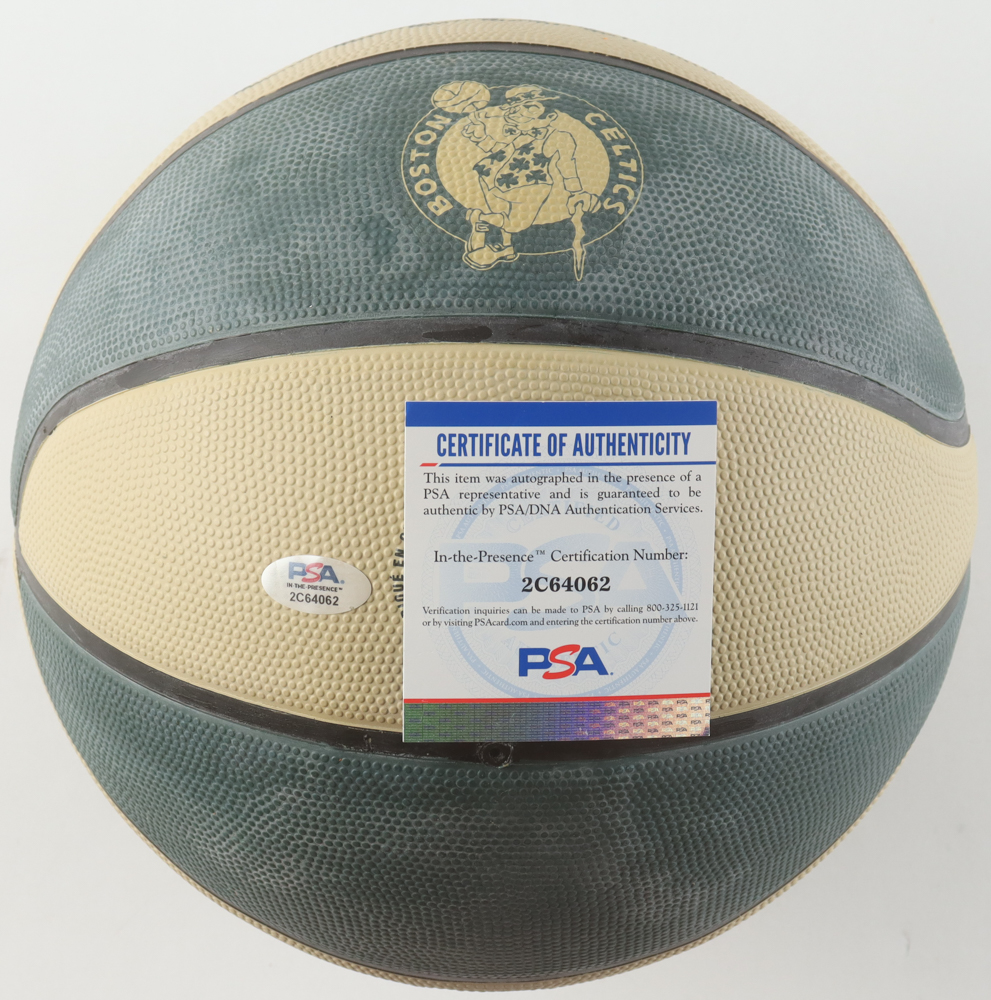 BOSTON CELTICS
CERTIFICATE OF AUTHENTICITY
This item was autographed in the presence of a
PSA representative and is guaranteed to be
authentic by PSA/DNA Authentication Services.
In-the-Presence™ Certification Number:
2C64062
Verification inquiries can be made to PSA by calling 800-325-1121
or by visiting PSAcard.com and entering the certification number above.
PSA
PSA
IN-THE-PRESENCE™
2C64062